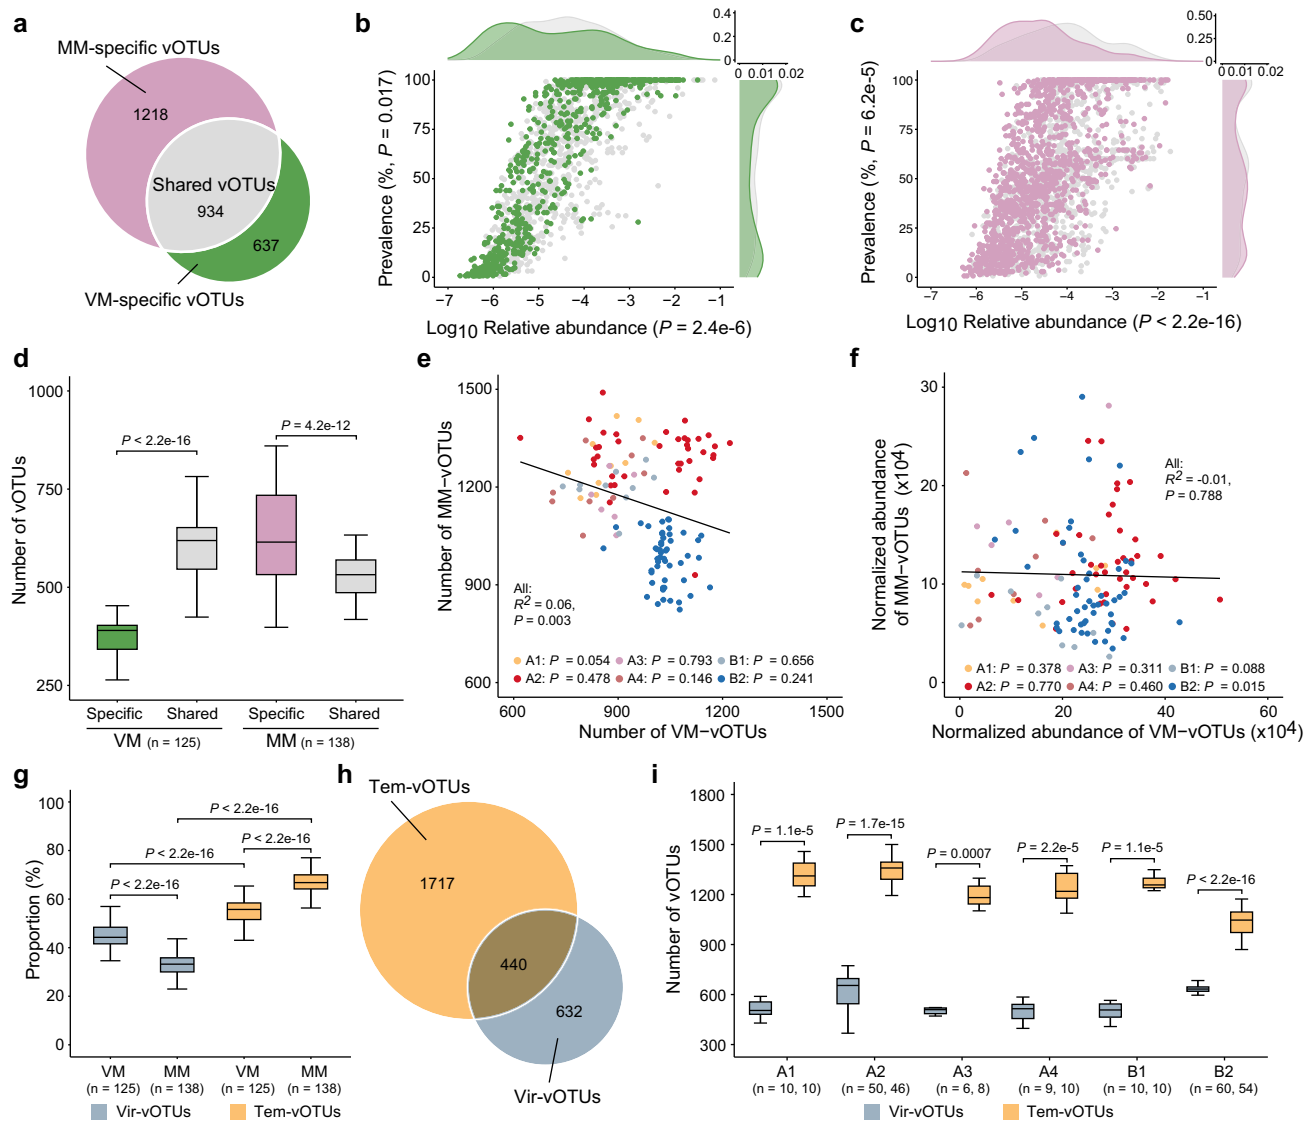 a
MM-specific vOTUs
1218
Shared vOTUs
934
637
VM-specific vOTUs
b
0.4
0.2
0
0 0.01 0.02
Prevalence (%, P = 0.017)
100
75
50
25
0
−7 −6 −5 −4 −3 −2 −1
Log10 Relative abundance (P = 2.4e-6)
c
0.50
0.25
0
0 0.01 0.02
Prevalence (%, P = 6.2e-5)
100
75
50
25
0
−7 −6 −5 −4 −3 −2 −1
Log10 Relative abundance (P < 2.2e-16)
d
Number of vOTUs
1000
750
500
250
P < 2.2e-16
P = 4.2e-12
Specific Shared Specific Shared
VM (n = 125) MM (n = 138)
e
Number of MM−vOTUs
1500
1200
900
600
All:
R2 = 0.06,
P = 0.003
A1: P = 0.054 A3: P = 0.793 B1: P = 0.656
A2: P = 0.478 A4: P = 0.146 B2: P = 0.241
600 900 1200 1500
Number of VM−vOTUs
f
Normalized abundance
of MM−vOTUs (x104)
30
20
10
0
All:
R2 = -0.01,
P = 0.788
A1: P = 0.378 A3: P = 0.311 B1: P = 0.088
A2: P = 0.770 A4: P = 0.460 B2: P = 0.015
0 20 40 60
Normalized abundance of VM−vOTUs (x104)
g
Proportion (%)
100
80
60
40
20
0
P < 2.2e-16
P < 2.2e-16
P < 2.2e-16
P < 2.2e-16
VM MM VM MM
(n = 125) (n = 138) (n = 125) (n = 138)
Vir-vOTUs Tem-vOTUs
h
Tem-vOTUs
1717
440
632
Vir-vOTUs
i
Number of vOTUs
1800
1500
1200
900
600
300
P = 1.1e-5
P = 1.7e-15
P = 0.0007
P = 2.2e-5
P = 1.1e-5
P < 2.2e-16
A1 A2 A3 A4 B1 B2
(n = 10, 10) (n = 50, 46) (n = 6, 8) (n = 9, 10) (n = 10, 10) (n = 60, 54)
Vir-vOTUs Tem-vOTUs